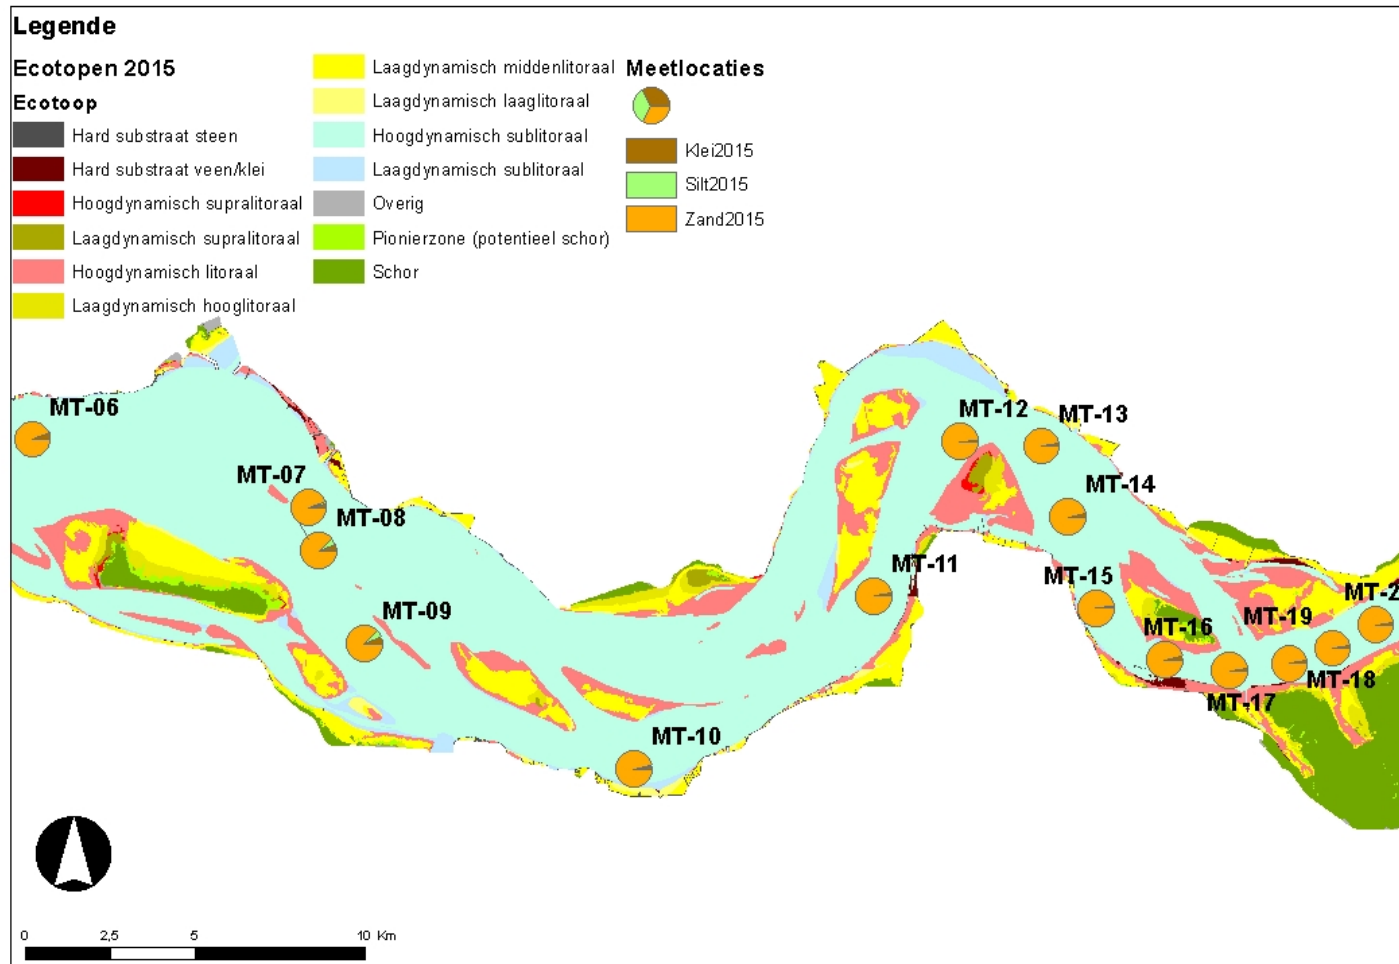 Legende
Ecotopen 2015
Ecotoop
Hard substraat steen
Hard substraat veen/klei
Hoogdynamisch supralitoraal
Laagdynamisch supralitoraal
Hoogdynamisch litoraal
Laagdynamisch hooglitoraal
Laagdynamisch middenlitoraal
Laagdynamisch laaglitoraal
Hoogdynamisch sublitoraal
Laagdynamisch sublitoraal
Overig
Pionierzone (potentieel schor)
Schor
Meetlocaties
Klei2015
Silt2015
Zand2015
MT-06
MT-07
MT-08
MT-09
MT-10
MT-11
MT-12
MT-13
MT-14
MT-15
MT-16
MT-17
MT-18
MT-19
MT-2
0 2,5 5 10 Km